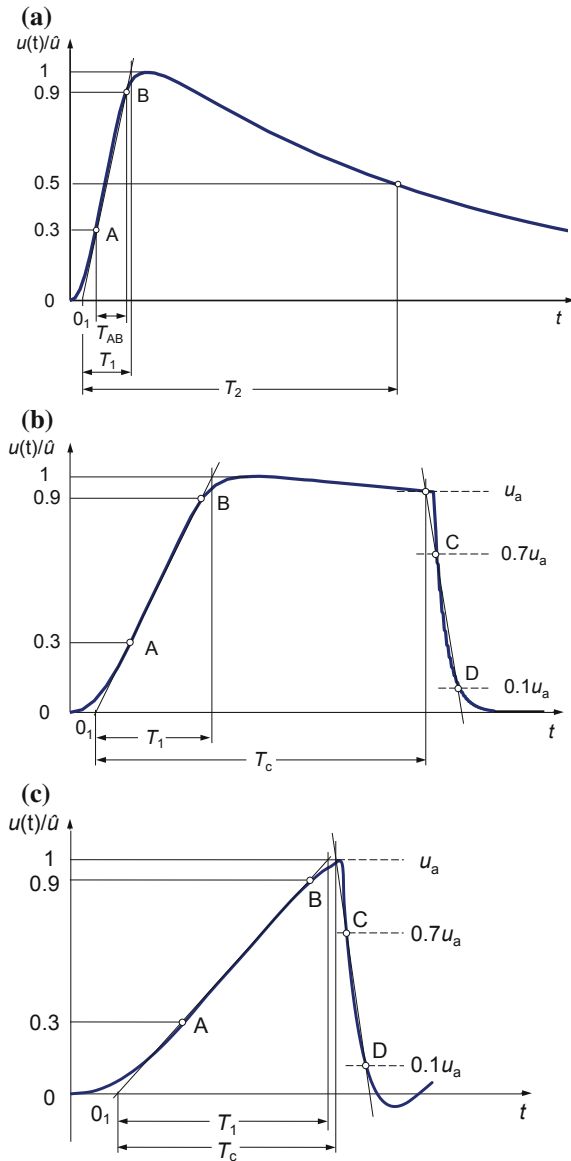 (a)
u(t)/û
1
0.9
B
0.5
0.3
A
0
0₁
t
T_AB
T₁
T₂
(b)
u(t)/û
1
u_a
0.9
B
C
0.7u_a
0.3
A
D
0.1u_a
0
0₁
T₁
t
T_c
(c)
u(t)/û
1
u_a
0.9
B
C
0.7u_a
0.3
A
D
0.1u_a
0
0₁
T₁
t
T_c